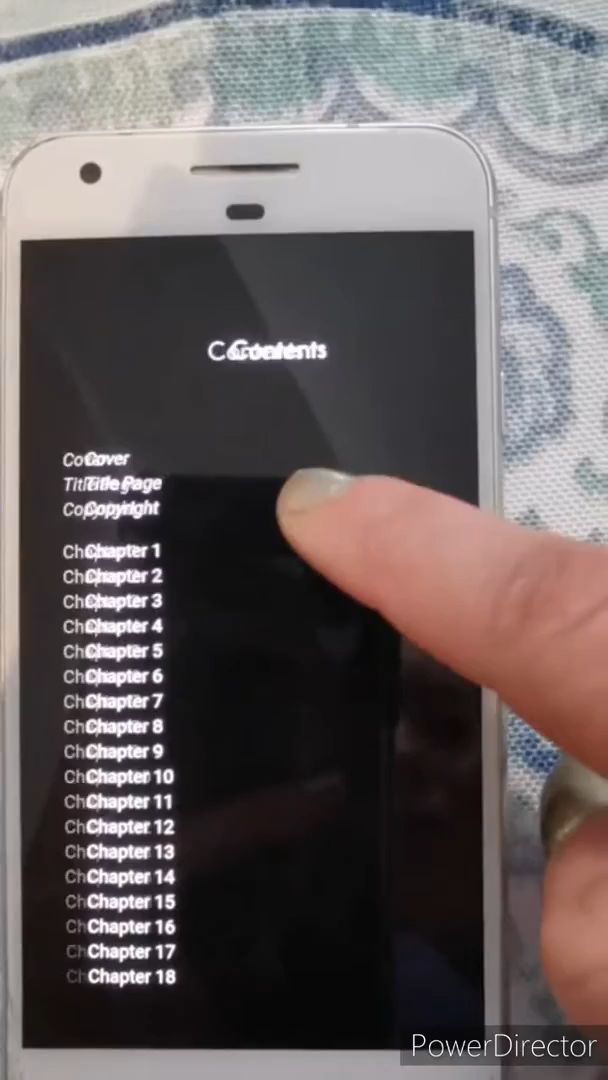 Contents
Cover
Title Page
Copyright
Chapter 1
Chapter 2
Chapter 3
Chapter 4
Chapter 5
Chapter 6
Chapter 7
Chapter 8
Chapter 9
Chapter 10
Chapter 11
Chapter 12
Chapter 13
Chapter 14
Chapter 15
Chapter 16
Chapter 17
Chapter 18
PowerDirector